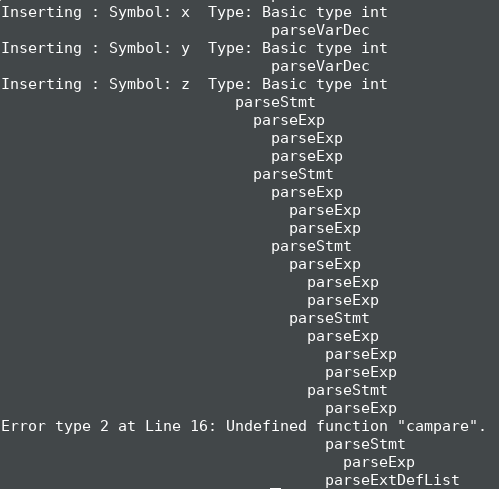 Inserting : Symbol: x  Type: Basic type int
parseVarDec
Inserting : Symbol: y  Type: Basic type int
parseVarDec
Inserting : Symbol: z  Type: Basic type int
parseStmt
parseExp
parseExp
parseExp
parseStmt
parseExp
parseExp
parseExp
parseStmt
parseExp
parseExp
parseExp
parseStmt
parseExp
parseExp
parseExp
parseStmt
parseExp
Error type 2 at Line 16: Undefined function "campare".
parseStmt
parseExp
parseExtDefList